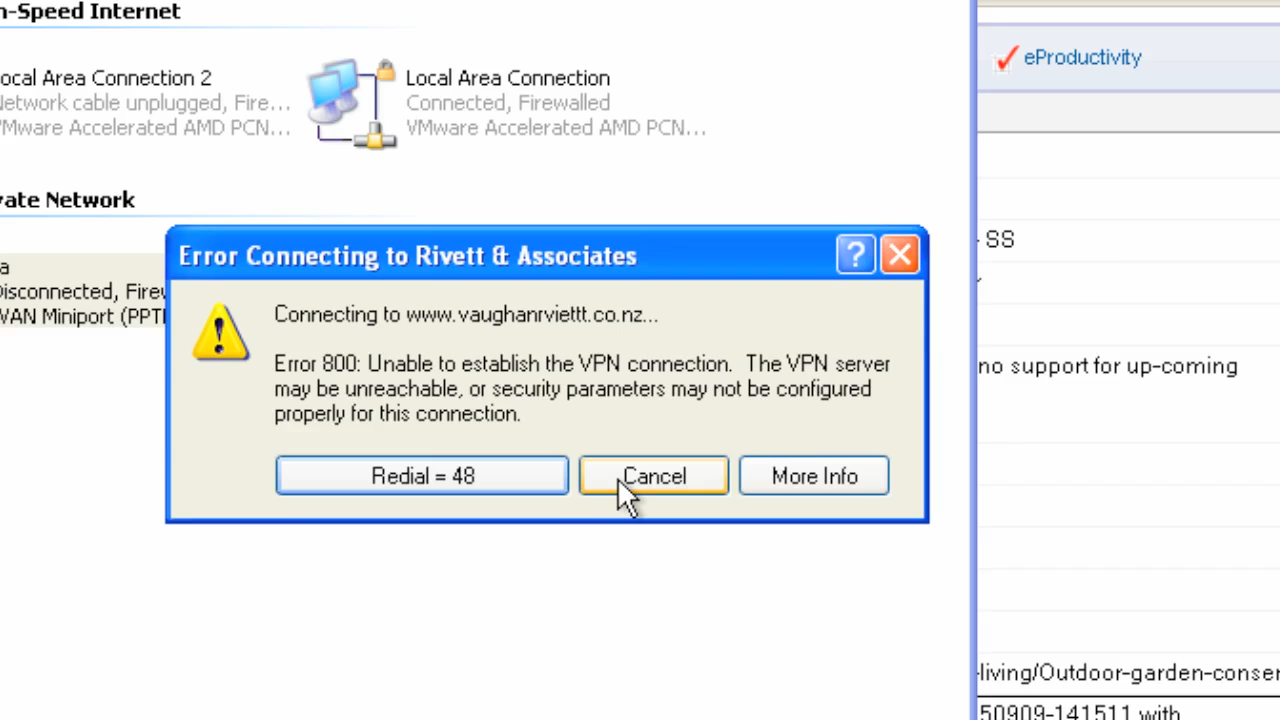 n-Speed Internet
ocal Area Connection 2
Network cable unplugged, Fire...
VMware Accelerated AMD PCN...
Local Area Connection
Connected, Firewalled
VMware Accelerated AMD PCN...
eProductivity
vate Network
a
Disconnected, Firew
WAN Miniport (PPTP
Error Connecting to Rivett & Associates
Connecting to www.vaughanrviettt.co.nz...
Error 800: Unable to establish the VPN connection. The VPN server
may be unreachable, or security parameters may not be configured
properly for this connection.
Redial = 48
Cancel
More Info
- SS
no support for up-coming
-living/Outdoor-garden-conser
50909-141511 with